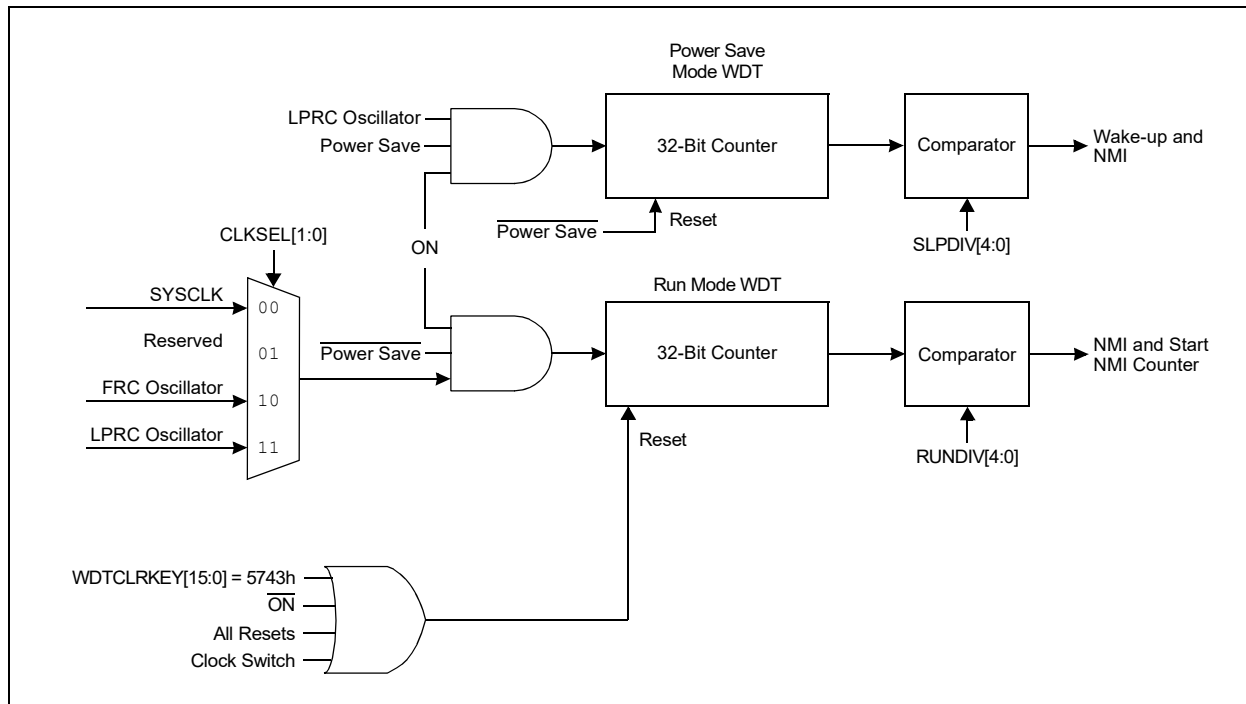 Power Save
Mode WDT
LPRC Oscillator
Power Save
32-Bit Counter
Comparator
Wake-up and
NMI
Power Save
Reset
SLPDIV[4:0]
CLKSEL[1:0]
ON
Run Mode WDT
SYSCLK
00
Reserved
01
Power Save
32-Bit Counter
Comparator
NMI and Start
NMI Counter
FRC Oscillator
10
LPRC Oscillator
11
Reset
RUNDIV[4:0]
WDTCLRKEY[15:0] = 5743h
ON
All Resets
Clock Switch